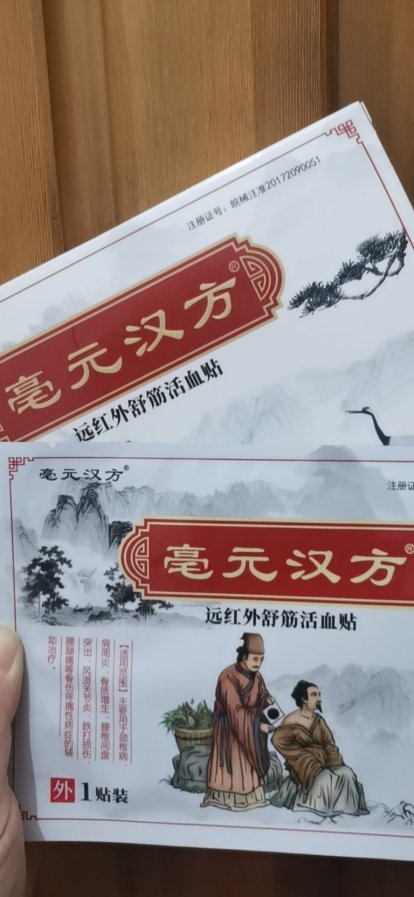 注册证号：皖械注准20172090051
亳元汉方®
远红外舒筋活血贴
亳元汉方®
注册证
亳元汉方®
远红外舒筋活血贴
【适用范围】主要用于颈椎病、
肩周炎、骨质增生、腰椎间盘
突出、风湿关节炎、跌打损伤
腰腿痛等骨伤疼痛性病症的辅
助治疗。
外 1贴装